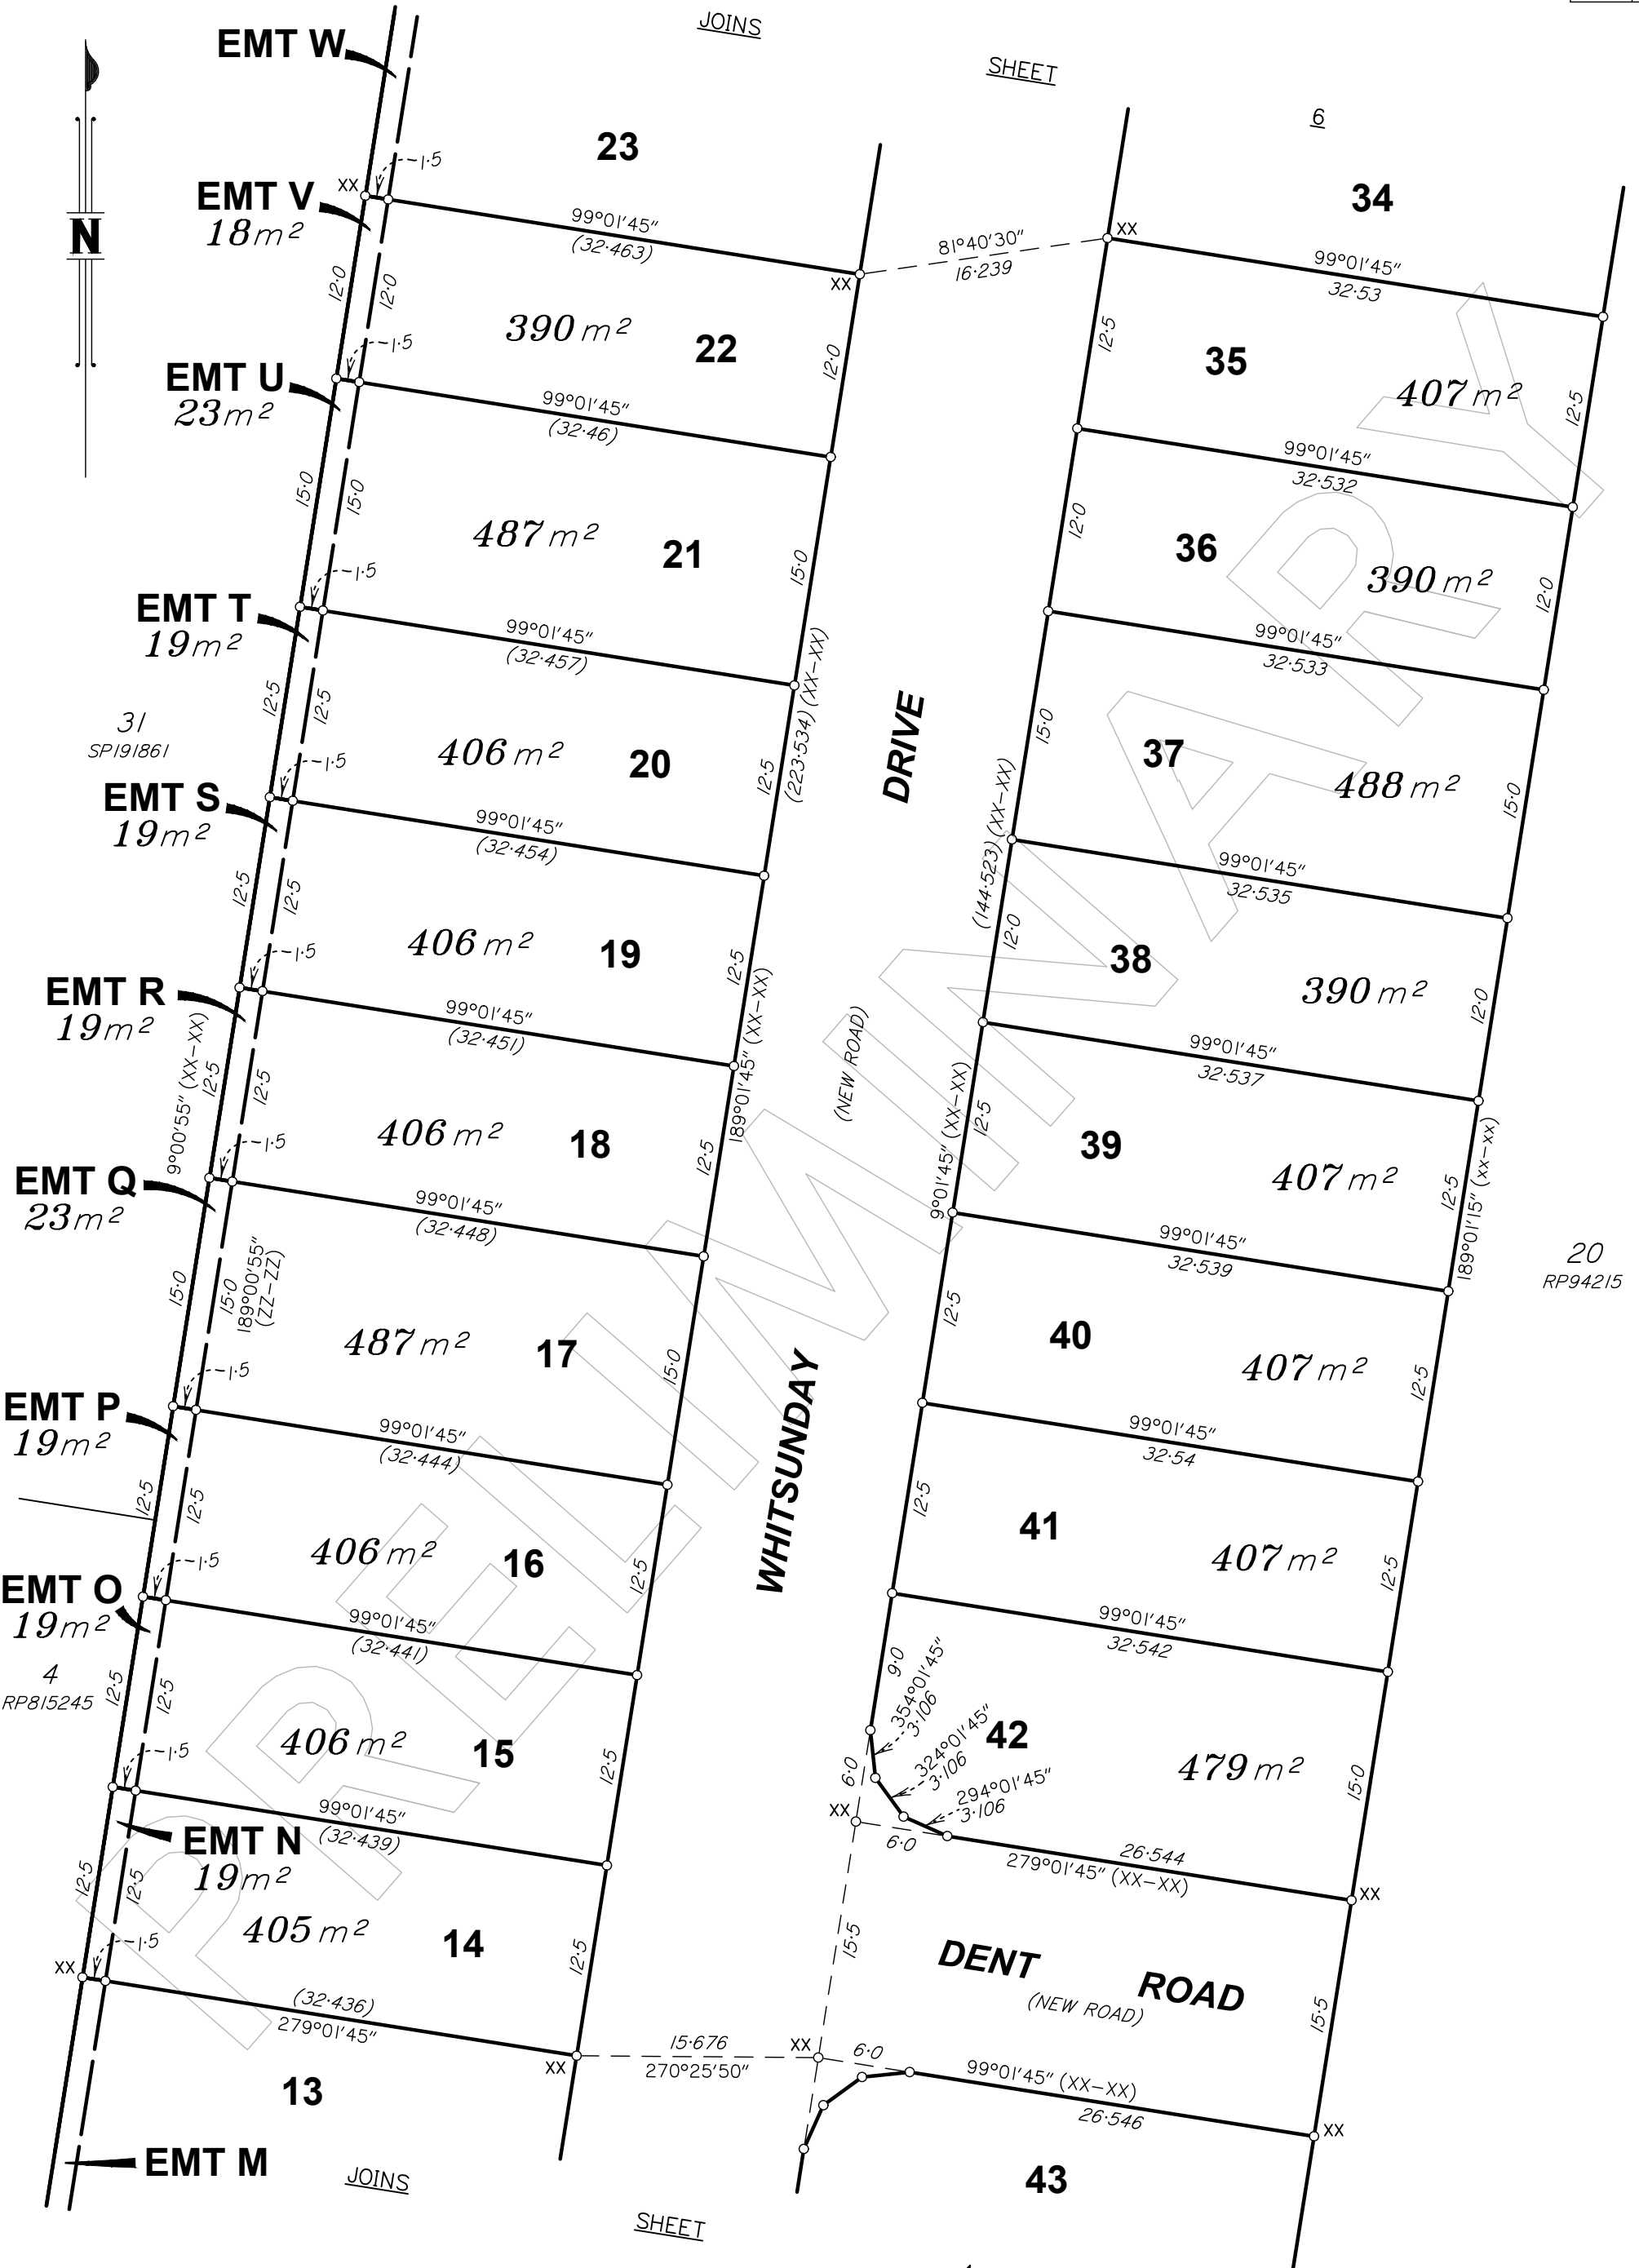 JOINS
SHEET
6
N
EMT W
23
34
1·5
XX
EMT V
18m²
99°01'45"
(32·463)
XX
81°40'30"
16·239
XX
99°01'45"
32·53
12·0
12·0
390 m²
22
12·0
12·5
35
407 m²
12·5
1·5
EMT U
23m²
99°01'45"
(32·46)
99°01'45"
32·532
15·0
15·0
487 m²
21
15·0
12·0
36
390 m²
12·0
1·5
EMT T
19m²
99°01'45"
(32·457)
99°01'45"
32·533
31
SP191861
12·5
12·5
406 m²
20
12·5
(223·534) (XX-XX)
DRIVE
15·0
37
488 m²
15·0
1·5
EMT S
19m²
99°01'45"
(32·454)
(144·523) (XX-XX)
99°01'45"
32·535
12·5
12·5
406 m²
19
12·5
12·0
38
390 m²
12·0
1·5
EMT R
19m²
99°01'45"
(32·451)
189°01'45" (XX-XX)
(NEW ROAD)
99°01'45"
32·537
9°00'55" (XX-XX)
12·5
12·5
406 m²
18
12·5
9°01'45" (XX-XX)
12·5
39
407 m²
12·5
189°01'15" (xx-xx)
1·5
EMT Q
23m²
99°01'45"
(32·448)
99°01'45"
32·539
20
RP94215
15·0
15·0
189°00'55"
(ZZ-ZZ)
487 m²
17
15·0
12·5
40
407 m²
12·5
1·5
EMT P
19m²
99°01'45"
(32·444)
WHITSUNDAY
99°01'45"
32·54
12·5
12·5
406 m²
16
12·5
12·5
41
407 m²
12·5
1·5
EMT O
19m²
99°01'45"
(32·441)
99°01'45"
32·542
4
RP815245
12·5
12·5
406 m²
15
12·5
9·0
354°01'45"
3·106
324°01'45"
3·106
294°01'45"
3·106
42
479 m²
15·0
6·0
XX
6·0
26·544
279°01'45" (XX-XX)
XX
1·5
99°01'45"
(32·439)
EMT N
19m²
12·5
12·5
405 m²
14
12·5
15·5
DENT ROAD
(NEW ROAD)
15·5
1·5
XX
(32·436)
279°01'45"
XX
15·676
270°25'50"
XX
6·0
99°01'45" (XX-XX)
26·546
XX
13
43
EMT M
JOINS
SHEET
PRELIMINARY